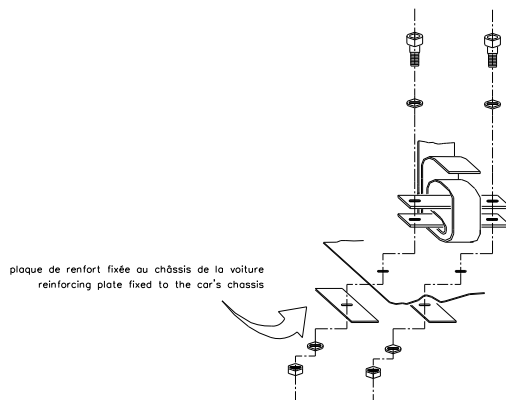 plaque de renfort fixée au châssis de la voiture
reinforcing plate fixed to the car's chassis